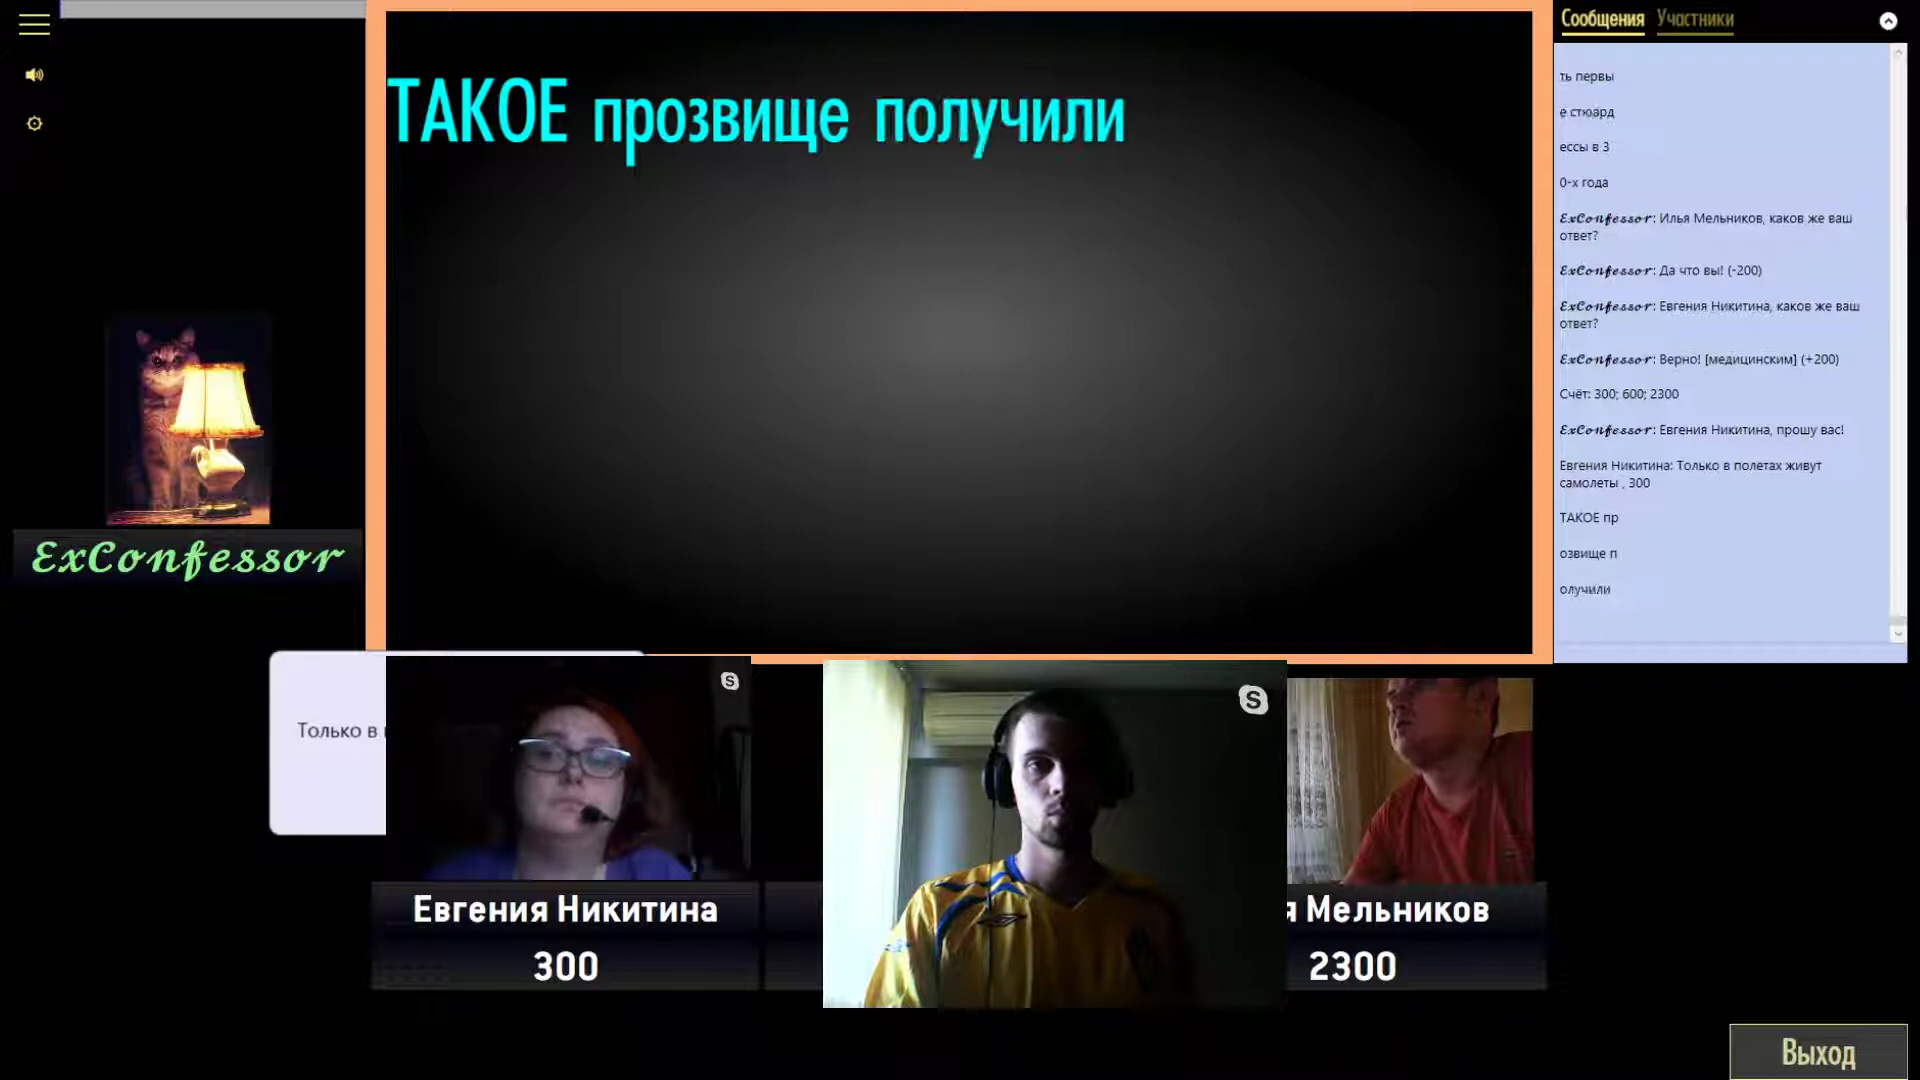 ТАКОЕ прозвище получили
Сообщения Участники
ть первы
е стюард
ессы в 3
0-х года
ExConfessor: Илья Мельников, каков же ваш
ответ?
ExConfessor: Да что вы! (-200)
ExConfessor: Евгения Никитина, каков же ваш
ответ?
ExConfessor: Верно! [медицинским] (+200)
Счёт: 300; 600; 2300
ExConfessor: Евгения Никитина, прошу вас!
Евгения Никитина: Только в полетах живут
самолеты , 300
ТАКОЕ пр
озвище п
олучили
ExConfessor
Только в
Евгения Никитина
300
я Мельников
2300
Выход